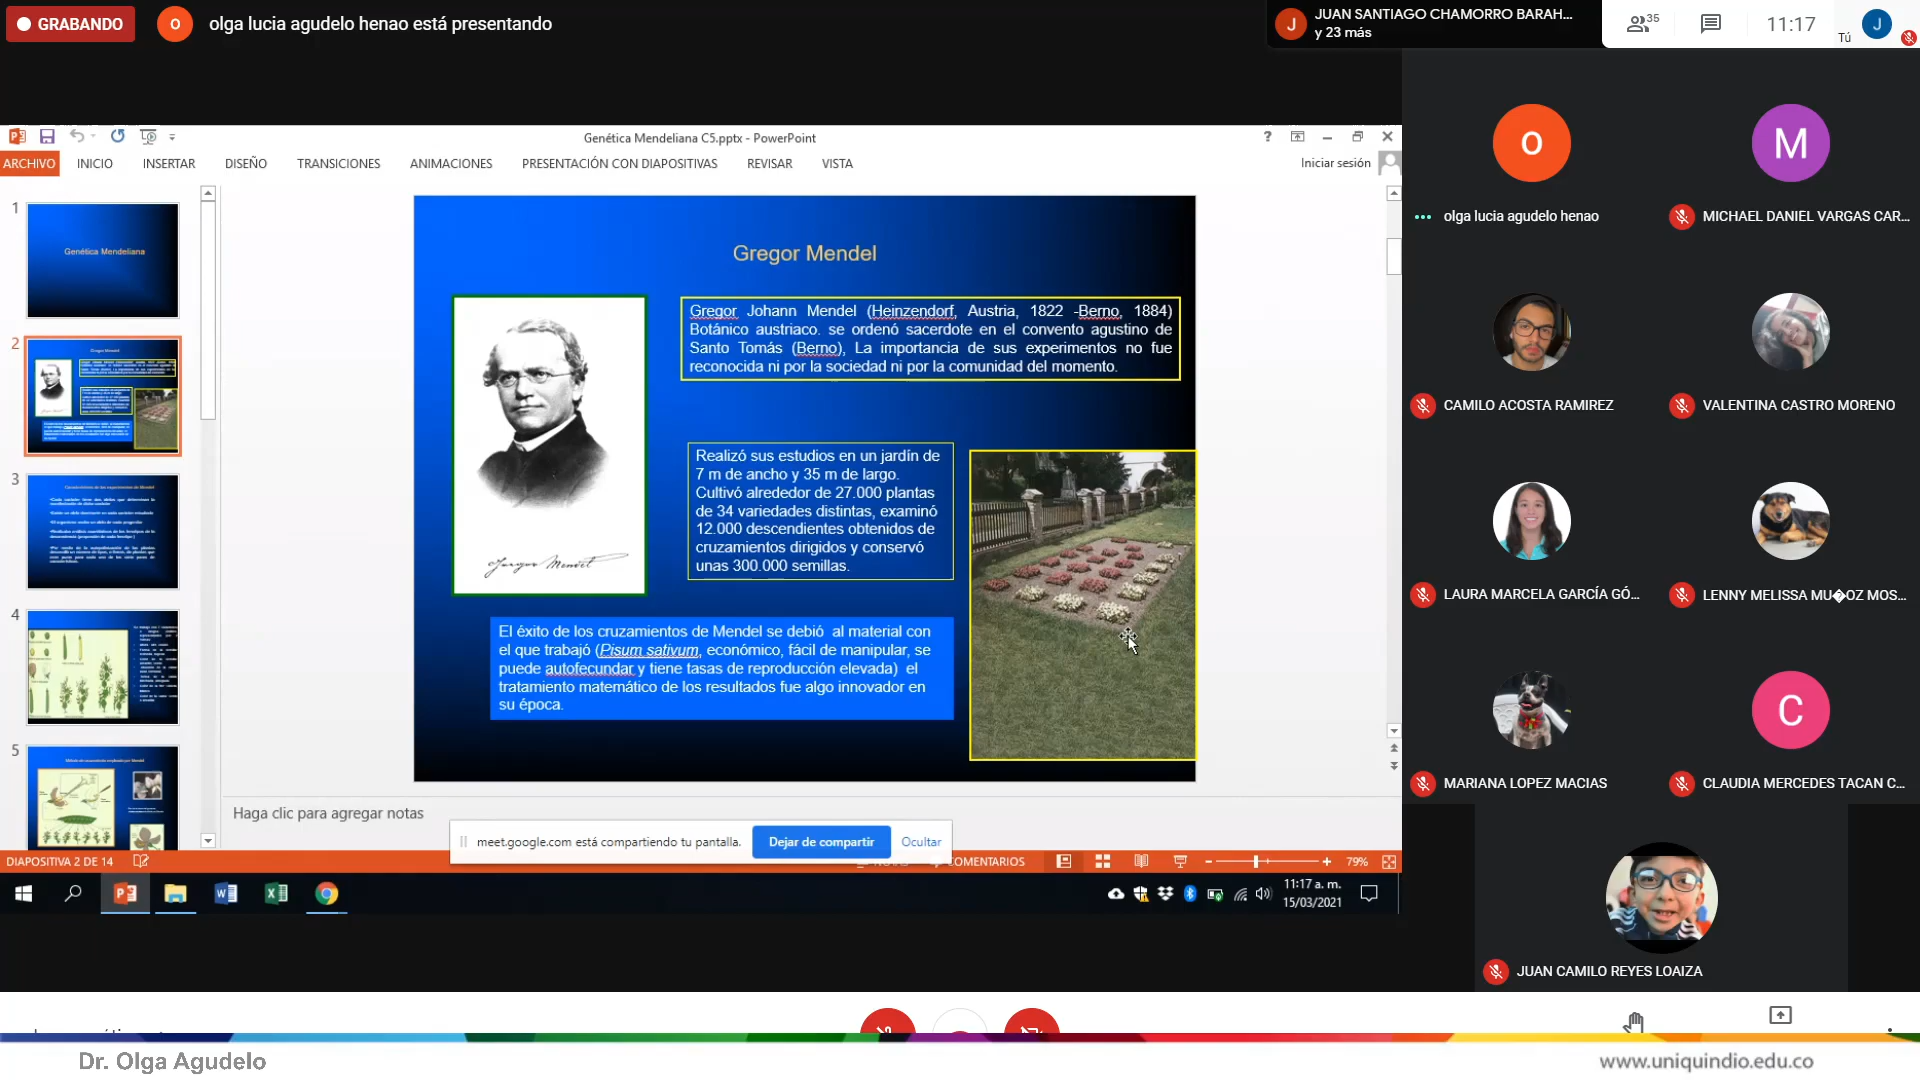 GRABANDO
o
olga lucia agudelo henao está presentando
J
JUAN SANTIAGO CHAMORRO BARAH...
y 23 más
35
11:17
Tú
J
Genética Mendeliana C5.pptx - PowerPoint
ARCHIVO
INICIO
INSERTAR
DISEÑO
TRANSICIONES
ANIMACIONES
PRESENTACIÓN CON DIAPOSITIVAS
REVISAR
VISTA
Iniciar sesión
1
Genética Mendeliana
2
3
4
5
Gregor Mendel
Gregor Johann Mendel (Heinzendorf, Austria, 1822 -Berno, 1884)
Botánico austriaco. se ordenó sacerdote en el convento agustino de
Santo Tomás (Berno), La importancia de sus experimentos no fue
reconocida ni por la sociedad ni por la comunidad del momento.
Gregor Mendel
Realizó sus estudios en un jardín de
7 m de ancho y 35 m de largo.
Cultivó alrededor de 27.000 plantas
de 34 variedades distintas, examinó
12.000 descendientes obtenidos de
cruzamientos dirigidos y conservó
unas 300.000 semillas.
El éxito de los cruzamientos de Mendel se debió al material con
el que trabajó (Pisum sativum, económico, fácil de manipular, se
puede autofecundar y tiene tasas de reproducción elevada) el
tratamiento matemático de los resultados fue algo innovador en
su época.
Haga clic para agregar notas
meet.google.com está compartiendo tu pantalla.
Dejar de compartir
Ocultar
DIAPOSITIVA 2 DE 14
COMENTARIOS
79%
11:17 a. m.
15/03/2021
O
olga lucia agudelo henao
M
MICHAEL DANIEL VARGAS CAR...
CAMILO ACOSTA RAMIREZ
VALENTINA CASTRO MORENO
LAURA MARCELA GARCÍA GÓ...
LENNY MELISSA MU�OZ MOS...
MARIANA LOPEZ MACIAS
C
CLAUDIA MERCEDES TACAN C...
JUAN CAMILO REYES LOAIZA
Dr. Olga Agudelo
www.uniquindio.edu.co